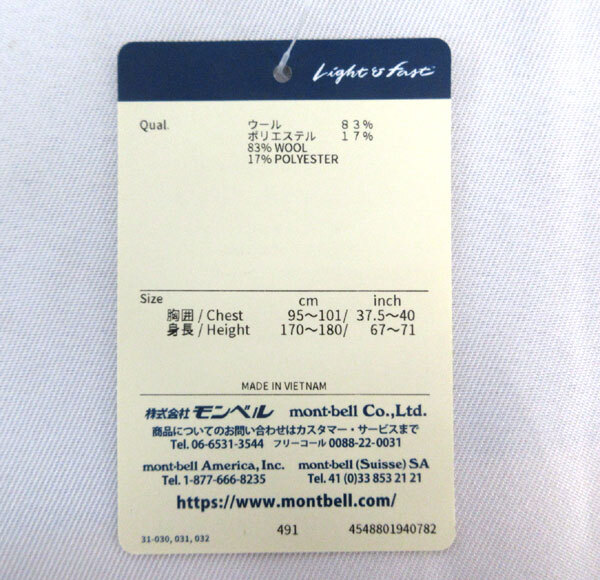 Light & Fast
Qual. ウール 83%
ポリエステル 17%
83% WOOL
17% POLYESTER
Size cm inch
胸囲 / Chest 95～101/ 37.5～40
身長 / Height 170～180/ 67～71
MADE IN VIETNAM
株式会社 モンベル mont-bell Co.,Ltd.
商品についてのお問い合わせはカスタマー・サービスまで
Tel. 06-6531-3544 フリーコール 0088-22-0031
mont-bell America, Inc. mont-bell (Suisse) SA
Tel. 1-877-666-8235 Tel. 41 (0)33 853 21 21
https://www.montbell.com/
31-030, 031, 032 491 4548801940782